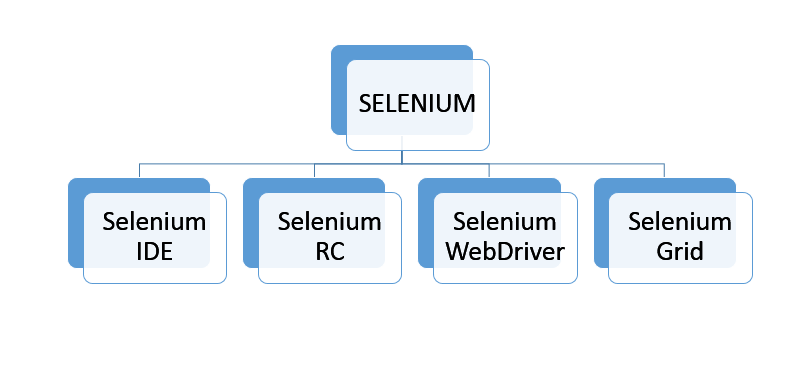 SELENIUM
Selenium
IDE
Selenium
RC
Selenium
WebDriver
Selenium
Grid